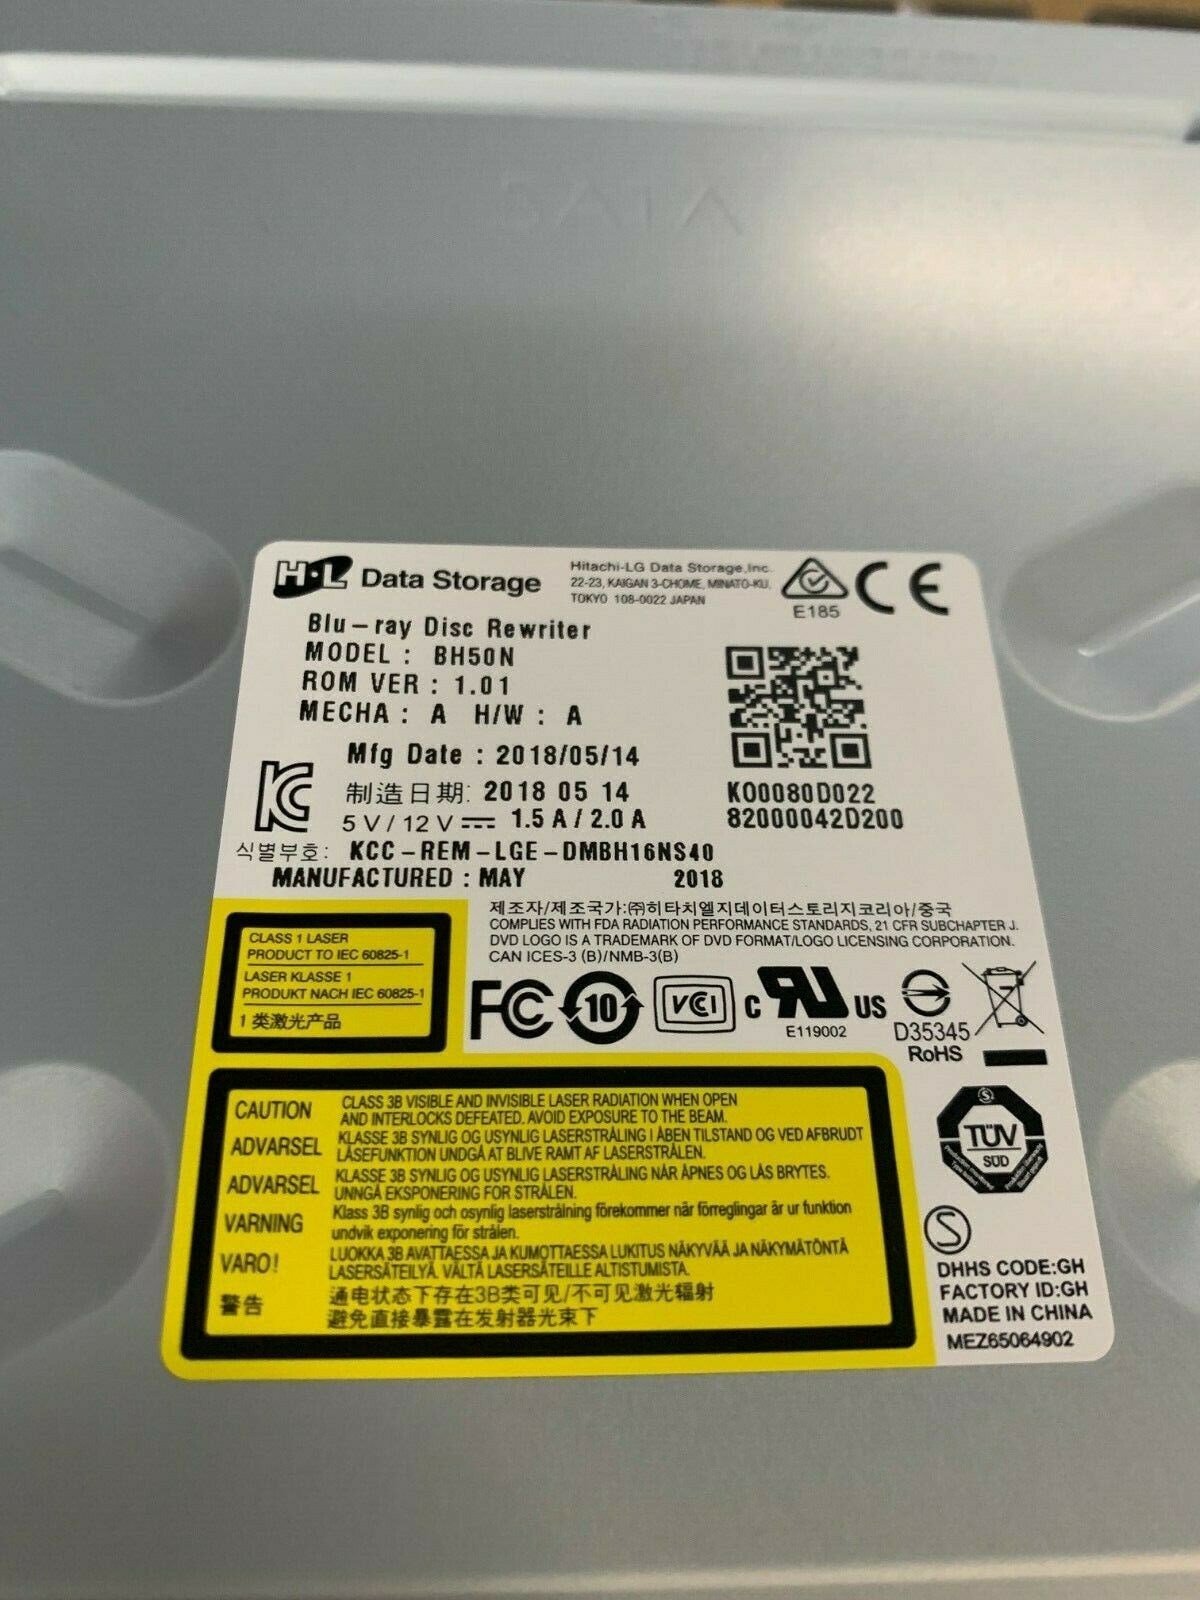 H·L Data Storage
Hitachi-LG Data Storage,Inc.
22-23, KAIGAN 3-CHOME, MINATO-KU,
TOKYO 108-0022 JAPAN
E185
CE
Blu-ray Disc Rewriter
MODEL : BH50N
ROM VER : 1.01
MECHA : A H/W : A
Mfg Date : 2018/05/14
制造日期: 2018 05 14
5 V / 12 V 1.5 A / 2.0 A
K00080D022
82000042D200
식별부호: KCC-REM-LGE-DMBH16NS40
MANUFACTURED : MAY 2018
제조자/제조국가:㈜히타치엘지데이터스토리지코리아/중국
COMPLIES WITH FDA RADIATION PERFORMANCE STANDARDS, 21 CFR SUBCHAPTER J.
DVD LOGO IS A TRADEMARK OF DVD FORMAT/LOGO LICENSING CORPORATION.
CAN ICES-3 (B)/NMB-3(B)
CLASS 1 LASER
PRODUCT TO IEC 60825-1
LASER KLASSE 1
PRODUKT NACH IEC 60825-1
1 类激光产品
FC 10 VCI c RU US
E119002
D35345
RoHS
CAUTION CLASS 3B VISIBLE AND INVISIBLE LASER RADIATION WHEN OPEN
AND INTERLOCKS DEFEATED. AVOID EXPOSURE TO THE BEAM.
ADVARSEL KLASSE 3B SYNLIG OG USYNLIG LASERSTRÅLING I ÅBEN TILSTAND OG VED AFBRUDT
LÅSEFUNKTION UNDGÅ AT BLIVE RAMT AF LASERSTRÅLEN.
ADVARSEL KLASSE 3B SYNLIG OG USYNLIG LASERSTRÅLING NÅR ÅPNES OG LÅS BRYTES.
UNNGÅ EKSPONERING FOR STRÅLEN.
VARNING Klass 3B synlig och osynlig laserstrålning förekommer när förreglingar är ur funktion
undvik exponering för strålen.
VARO! LUOKKA 3B AVATTAESSA JA KUMOTTAESSA LUKITUS NÄKYVÄÄ JA NÄKYMÄTÖNTÄ
LASERSÄTEILYÄ. VÄLTÄ LASERSÄTEILLE ALTISTUMISTA.
警告 通电状态下存在3B类可见/不可见激光辐射
避免直接暴露在发射器光束下
TÜV
SÜD
S
DHHS CODE:GH
FACTORY ID:GH
MADE IN CHINA
MEZ65064902